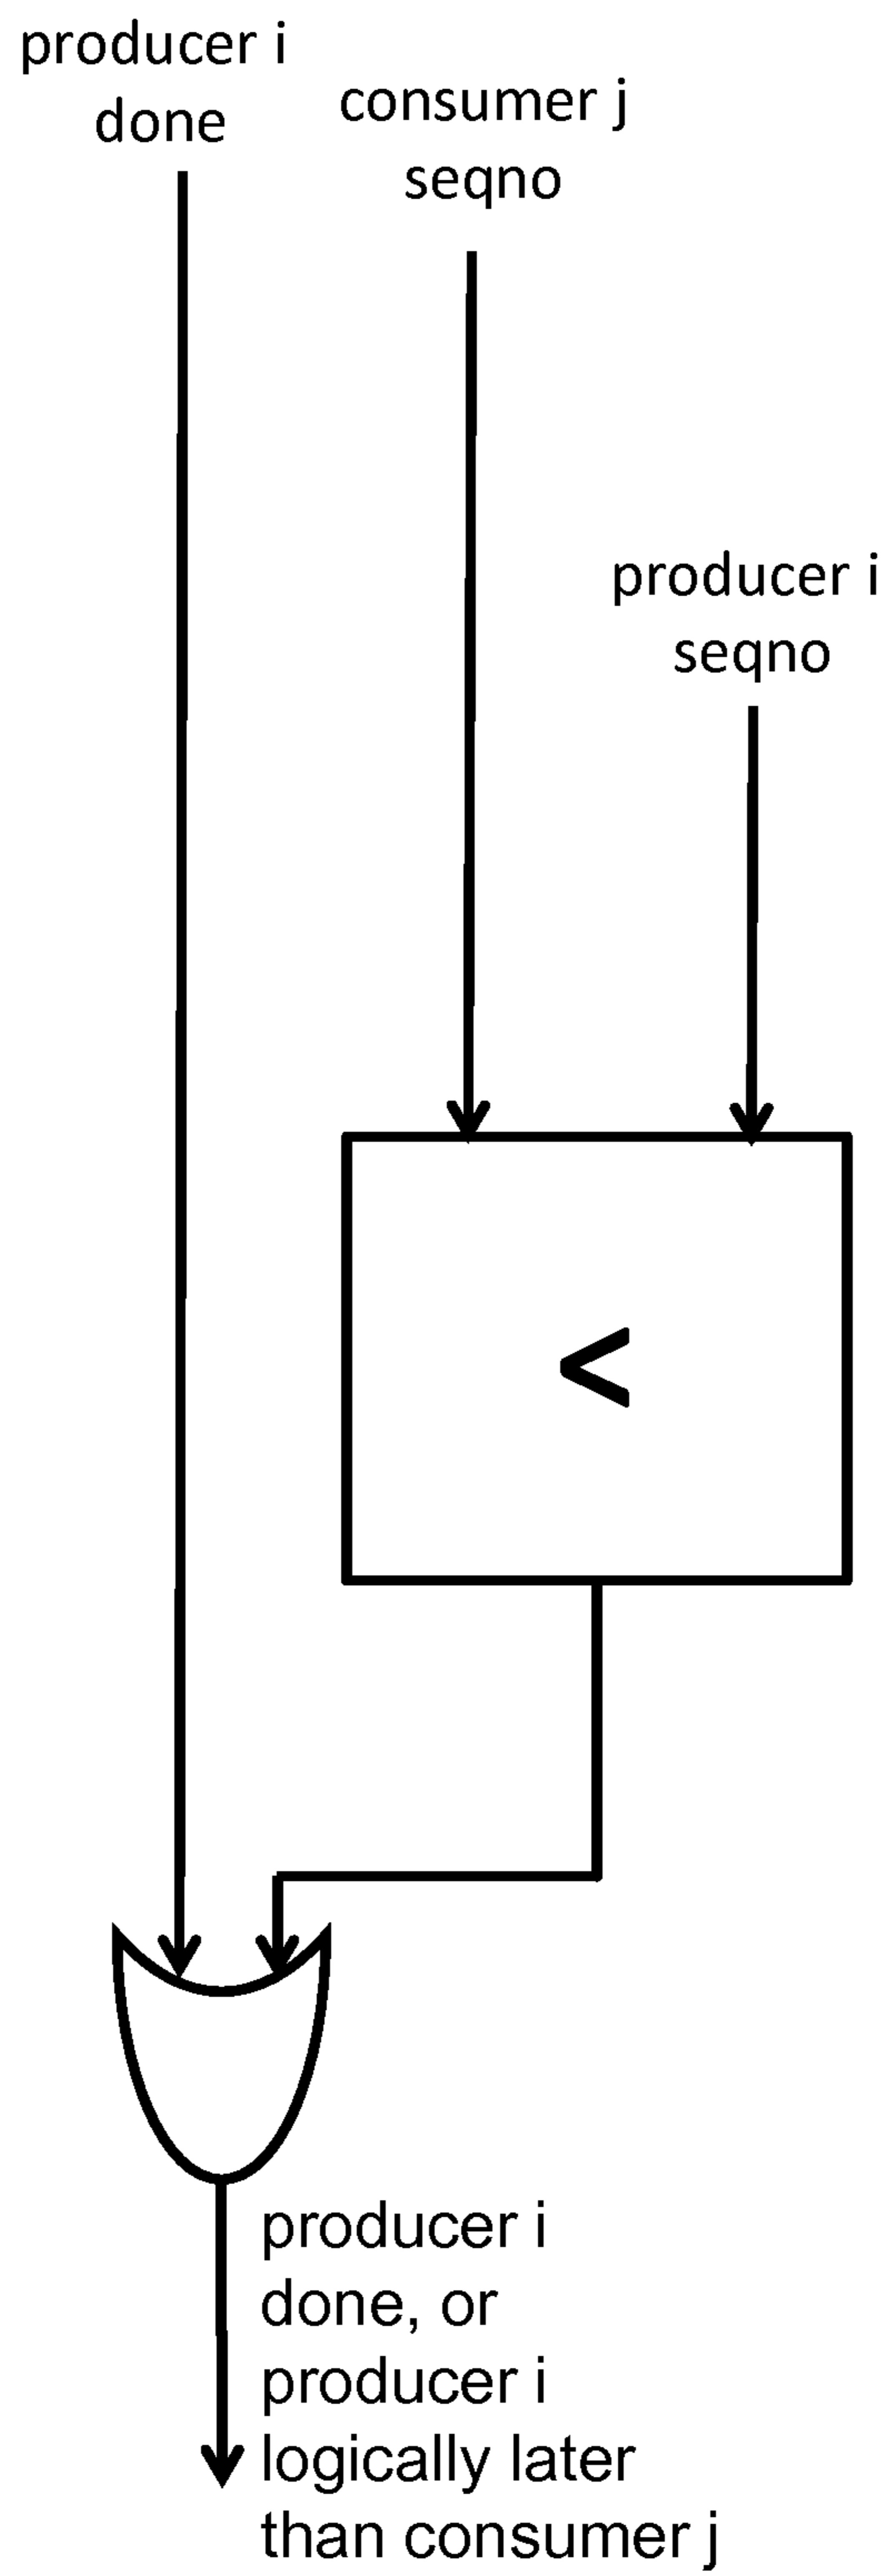 producer i
done
consumer j
seqno
producer i
seqno
<
producer i
done, or
producer i
logically later
than consumer j